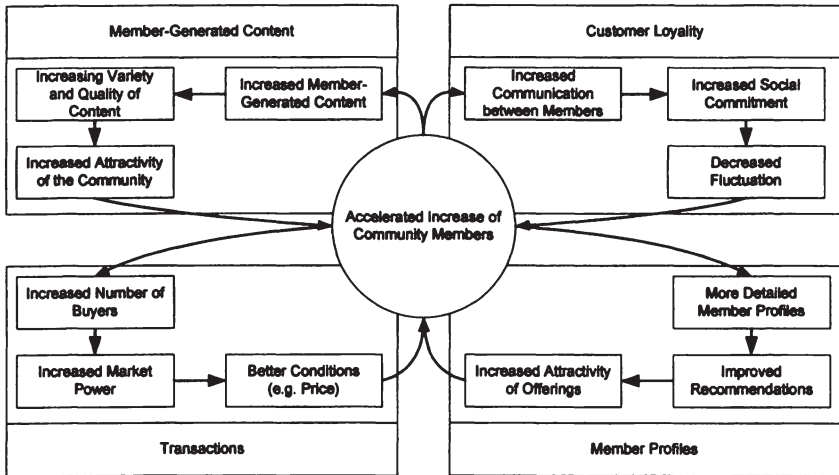 Member-Generated Content
Increasing Variety
and Quality of
Content
Increased Member-
Generated Content
Increased Attractivity
of the Community
Customer Loyality
Increased
Communication
between Members
Increased Social
Commitment
Decreased
Fluctuation
Accelerated Increase of
Community Members
Increased Number of
Buyers
Increased Market
Power
Better Conditions
(e.g. Price)
Transactions
More Detailed
Member Profiles
Increased Attractivity
of Offerings
Improved
Recommendations
Member Profiles